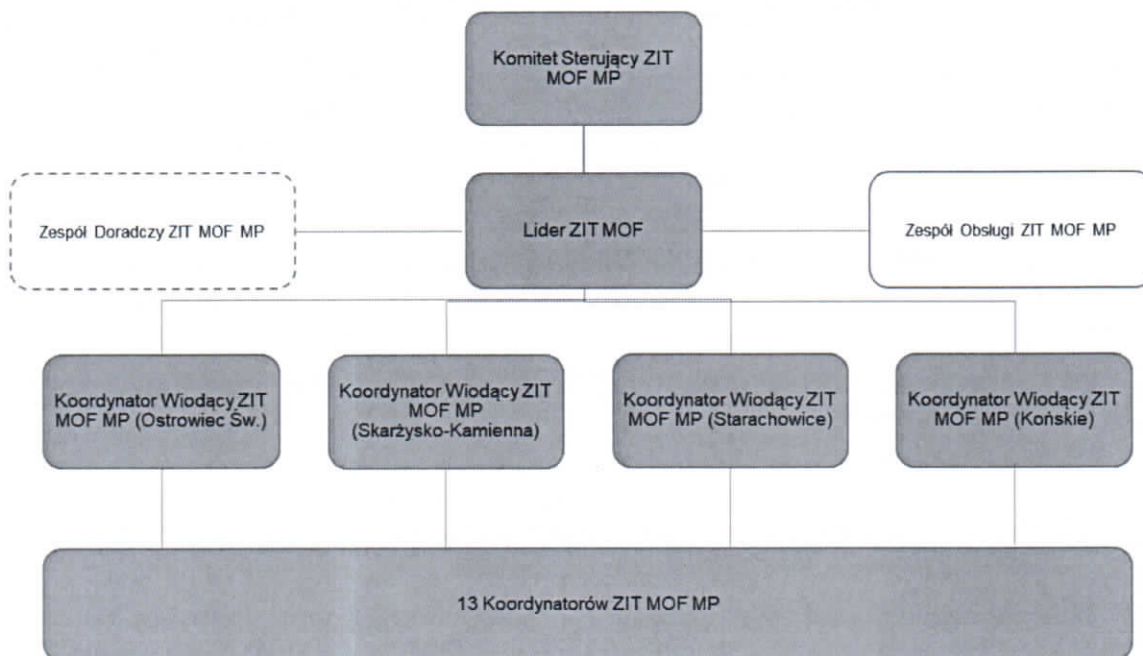 Komitet Sterujący ZIT
MOF MP
Zespół Doradczy ZIT MOF MP
Lider ZIT MOF
Zespół Obsługi ZIT MOF MP
Koordynator Wiodący ZIT
MOF MP (Ostrowiec Św.)
Koordynator Wiodący ZIT
MOF MP
(Skarżysko-Kamienna)
Koordynator Wiodący ZIT
MOF MP (Starachowice)
Koordynator Wiodący ZIT
MOF MP (Końskie)
13 Koordynatorów ZIT MOF MP